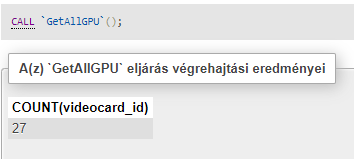 CALL `GetAllGPU`();
A(z) `GetAllGPU` eljárás végrehajtási eredményei
COUNT(videocard_id)
27